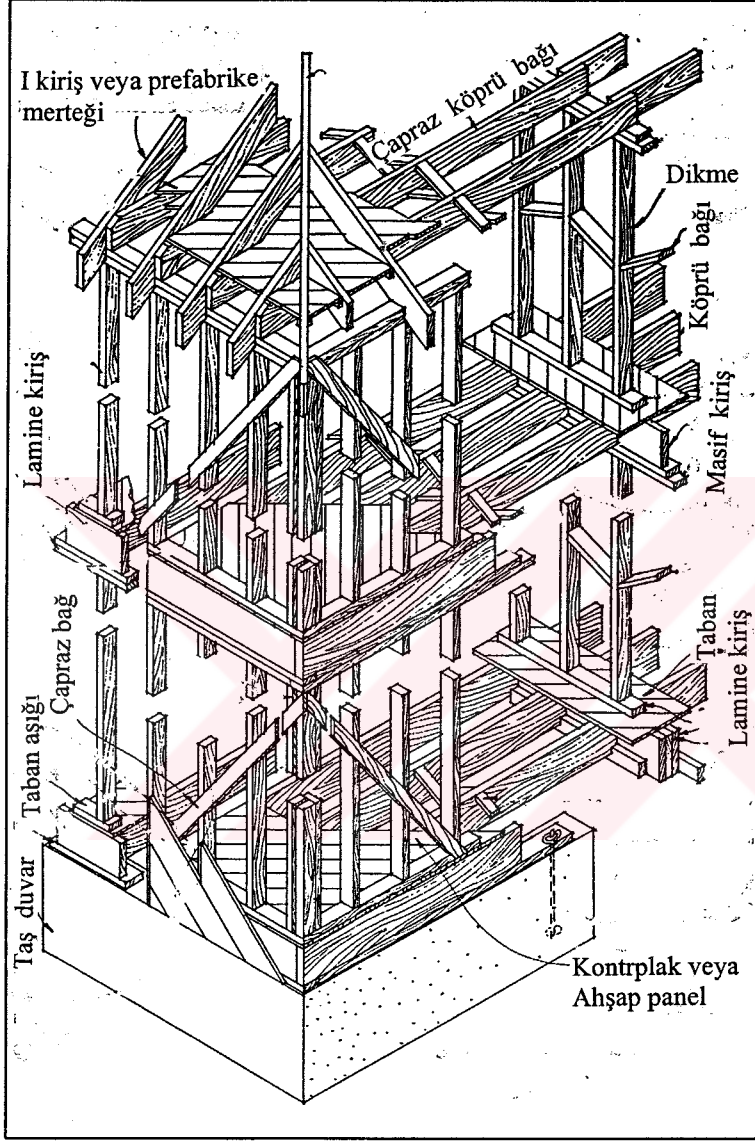 I kiriş veya prefabrike
merteği
Çapraz köprü bağı
Dikme
Köprü bağı
Lamine kiriş
Masif kiriş
Çapraz bağ
Taban aşığı
Taban
Lamine kiriş
Taş duvar
Kontrplak veya
Ahşap panel